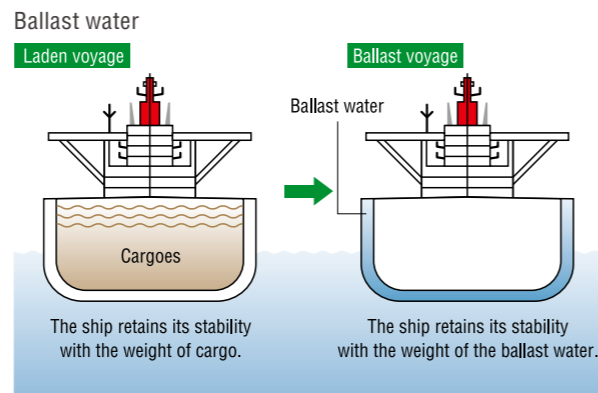 Ballast water
Laden voyage
Ballast voyage
Ballast water
Cargoes
The ship retains its stability
with the weight of cargo.
The ship retains its stability
with the weight of the ballast water.